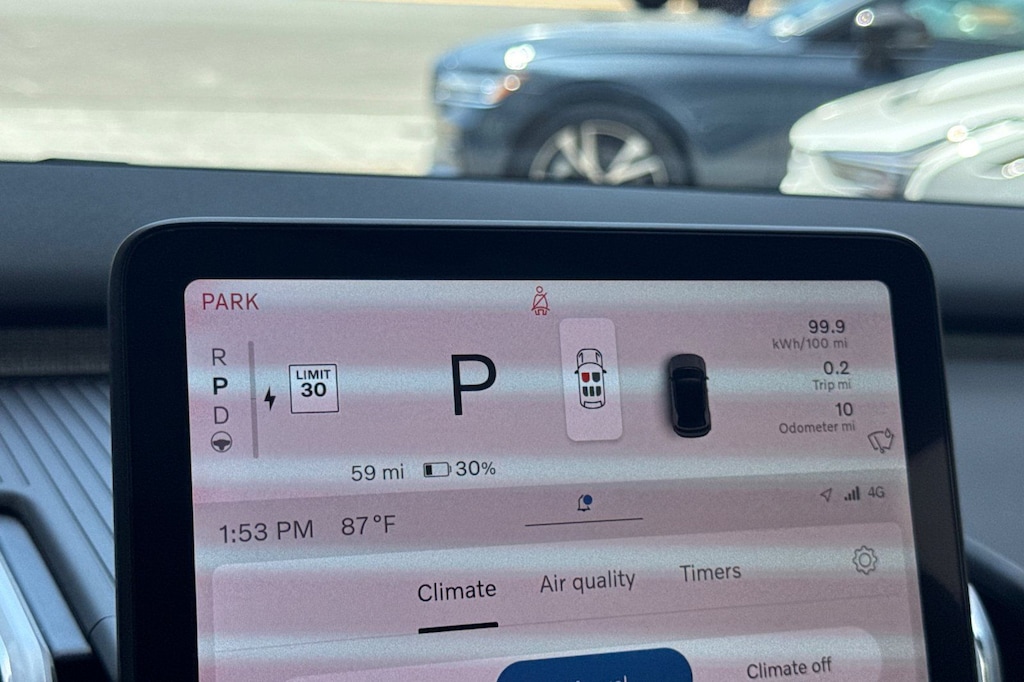 PARK
R
P
D
LIMIT
30
P
99.9
kWh/100 mi
0.2
Trip mi
10
Odometer mi
59 mi 30%
4G
1:53 PM 87°F
Climate Air quality Timers
Climate off